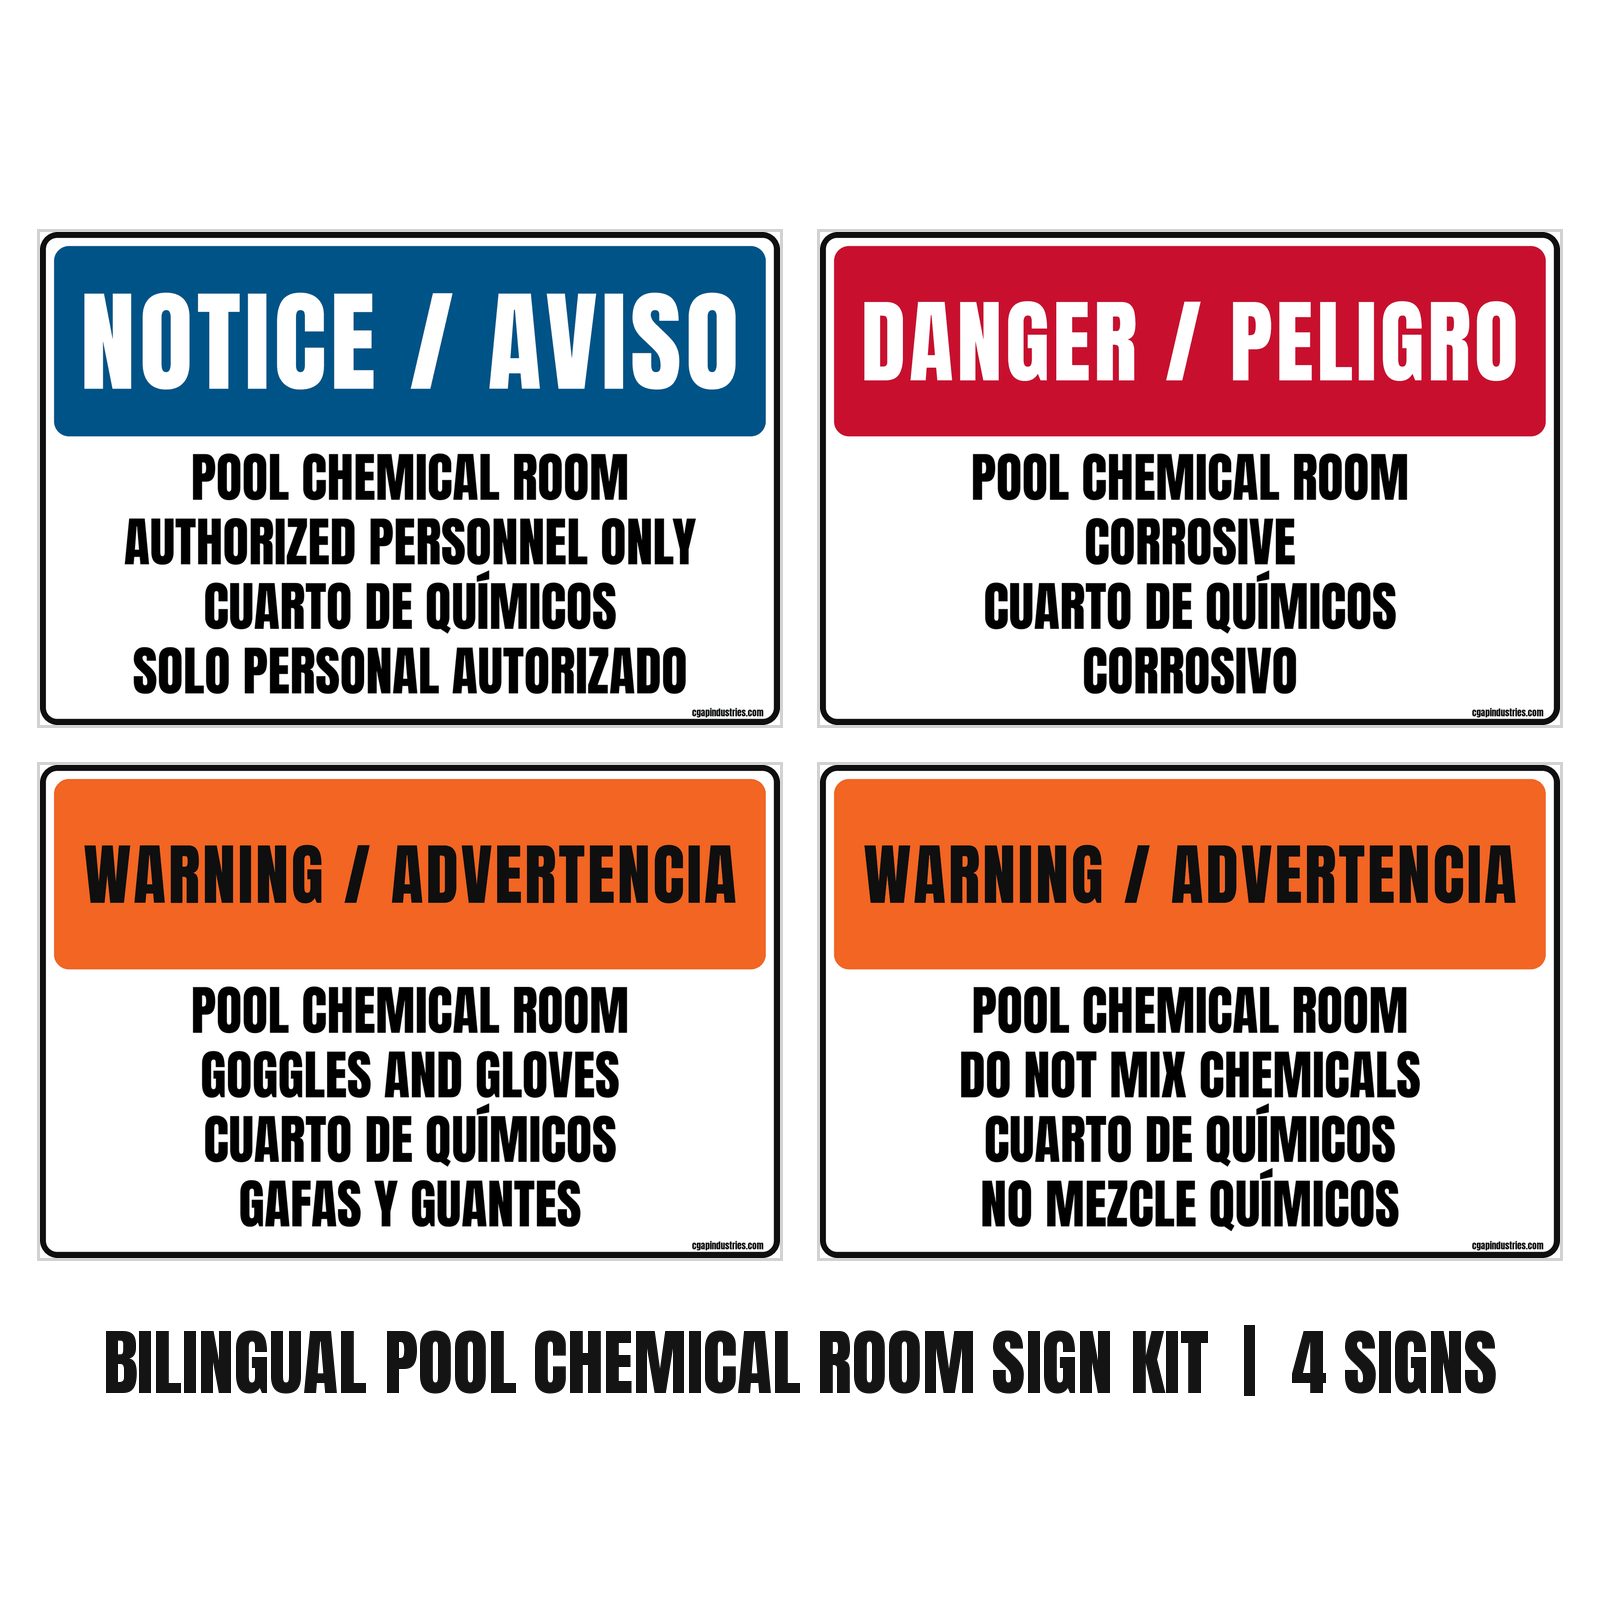 NOTICE / AVISO
POOL CHEMICAL ROOM
AUTHORIZED PERSONNEL ONLY
CUARTO DE QUÍMICOS
SOLO PERSONAL AUTORIZADO
cgapindustries.com
DANGER / PELIGRO
POOL CHEMICAL ROOM
CORROSIVE
CUARTO DE QUÍMICOS
CORROSIVO
cgapindustries.com
WARNING / ADVERTENCIA
POOL CHEMICAL ROOM
GOGGLES AND GLOVES
CUARTO DE QUÍMICOS
GAFAS Y GUANTES
cgapindustries.com
WARNING / ADVERTENCIA
POOL CHEMICAL ROOM
DO NOT MIX CHEMICALS
CUARTO DE QUÍMICOS
NO MEZCLE QUÍMICOS
cgapindustries.com
BILINGUAL POOL CHEMICAL ROOM SIGN KIT | 4 SIGNS